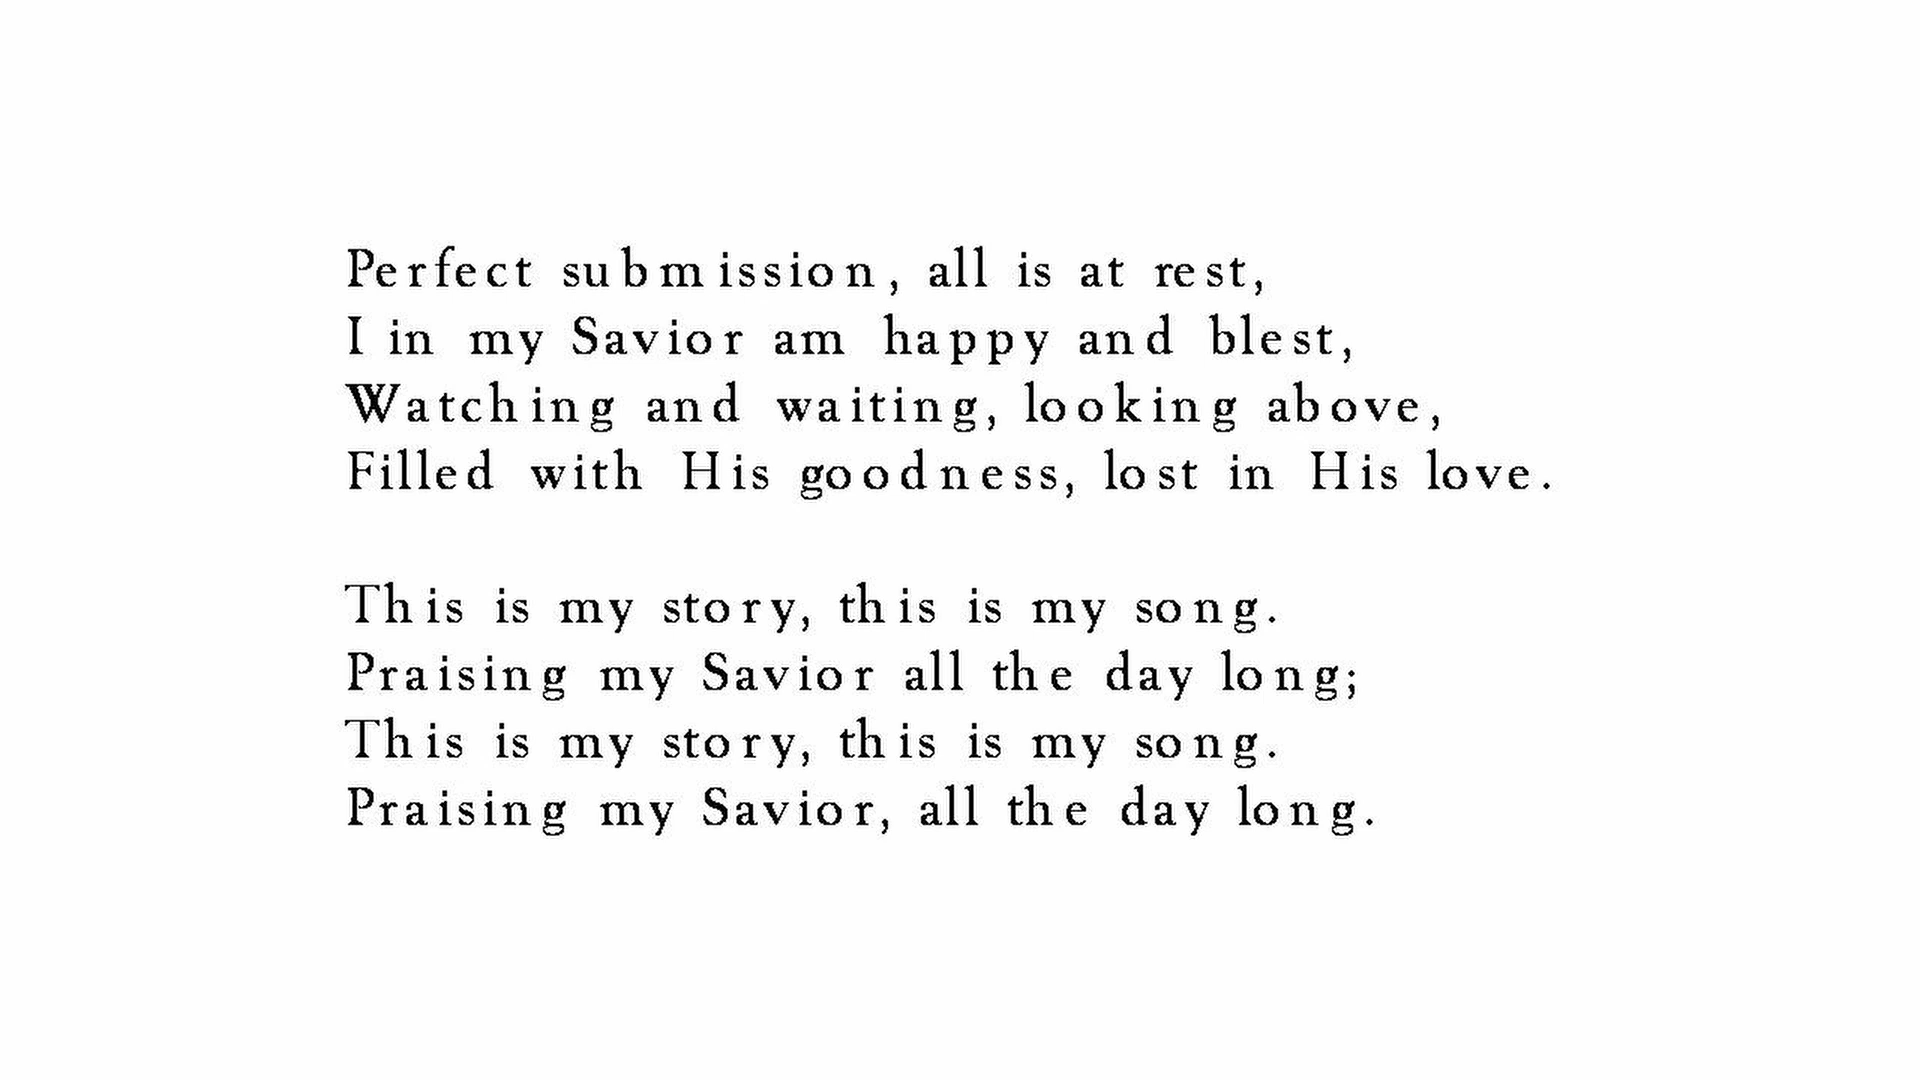 Perfect submission, all is at rest,
I in my Savior am happy and blest,
Watching and waiting, looking above,
Filled with His goodness, lost in His love.

This is my story, this is my song.
Praising my Savior all the day long;
This is my story, this is my song.
Praising my Savior, all the day long.